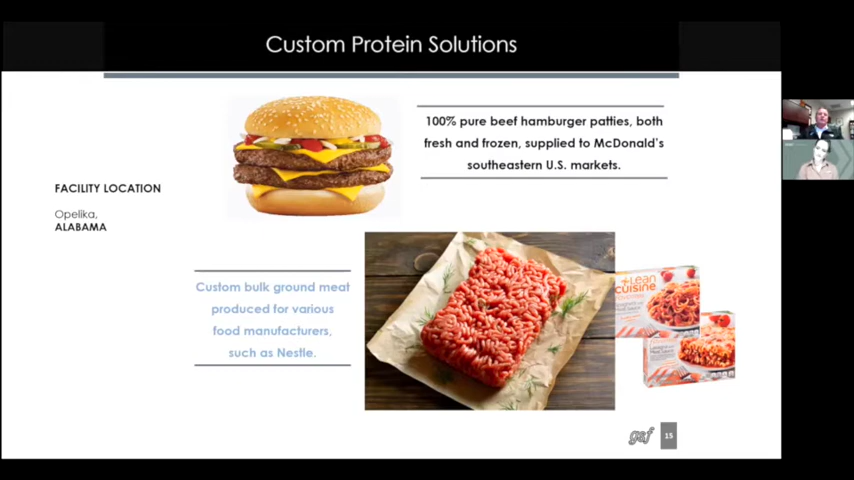 Custom Protein Solutions
100% pure beef hamburger patties, both
fresh and frozen, supplied to McDonald's
southeastern U.S. markets.
FACILITY LOCATION
Opelika,
ALABAMA
Custom bulk ground meat
produced for various
food manufacturers,
such as Nestle.
Lean
Cuisine
gsf
15